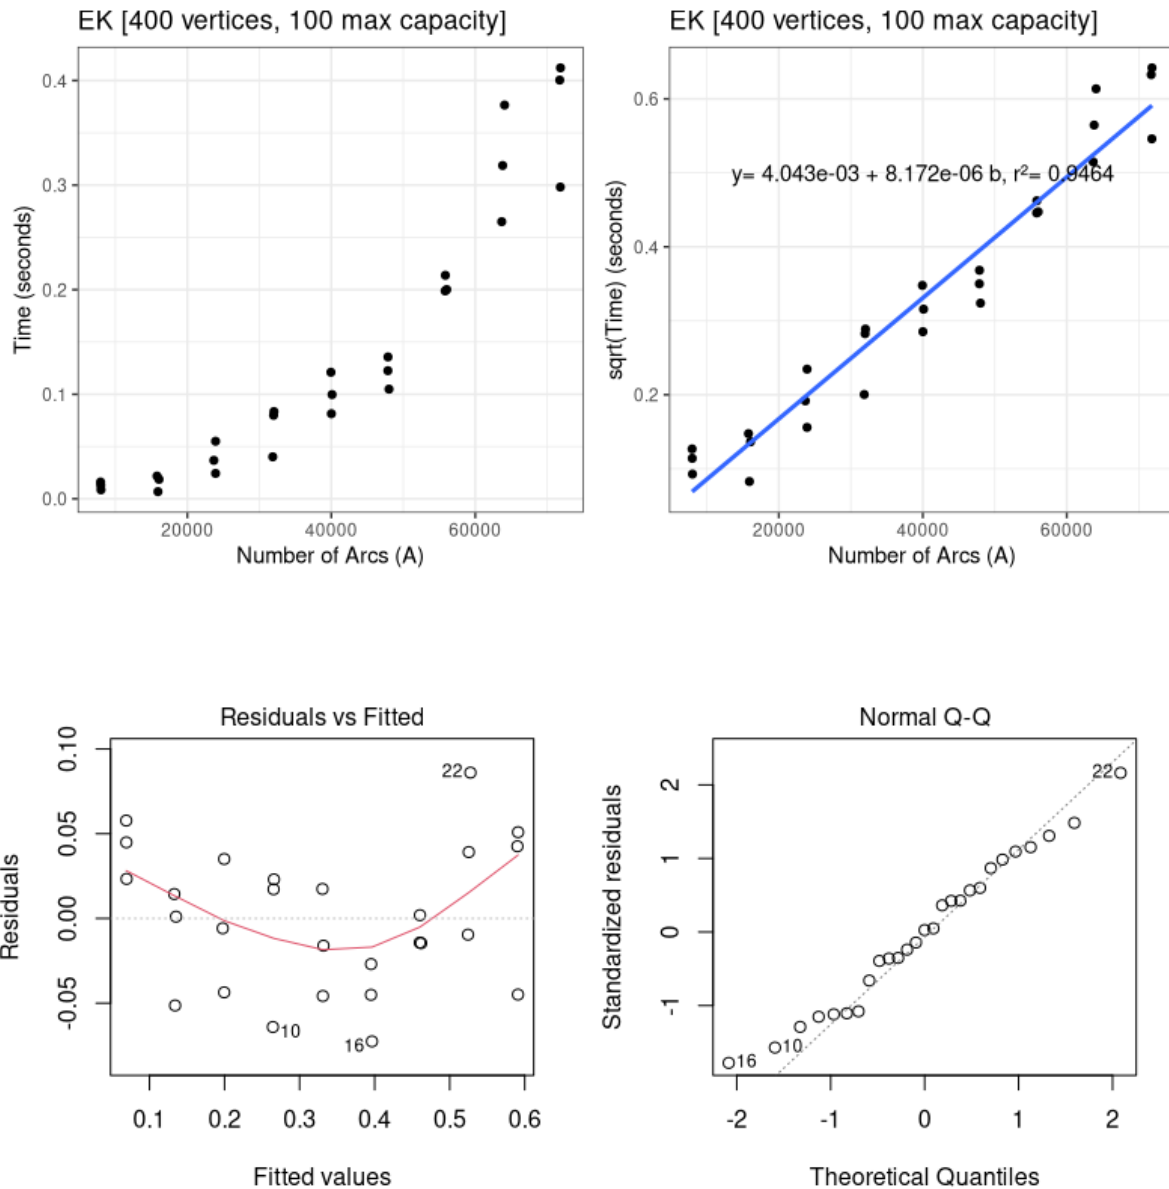 EK [400 vertices, 100 max capacity]
Time (seconds)
0.4
0.3
0.2
0.1
0.0
20000 40000 60000
Number of Arcs (A)
EK [400 vertices, 100 max capacity]
sqrt(Time) (seconds)
0.6
0.4
0.2
y= 4.043e-03 + 8.172e-06 b, r²= 0.9464
20000 40000 60000
Number of Arcs (A)
Residuals vs Fitted
Residuals
0.10
0.05
0.00
-0.05
22
10
16
0.1 0.2 0.3 0.4 0.5 0.6
Fitted values
Normal Q-Q
Standardized residuals
2
1
0
-1
22
10
16
-2 -1 0 1 2
Theoretical Quantiles